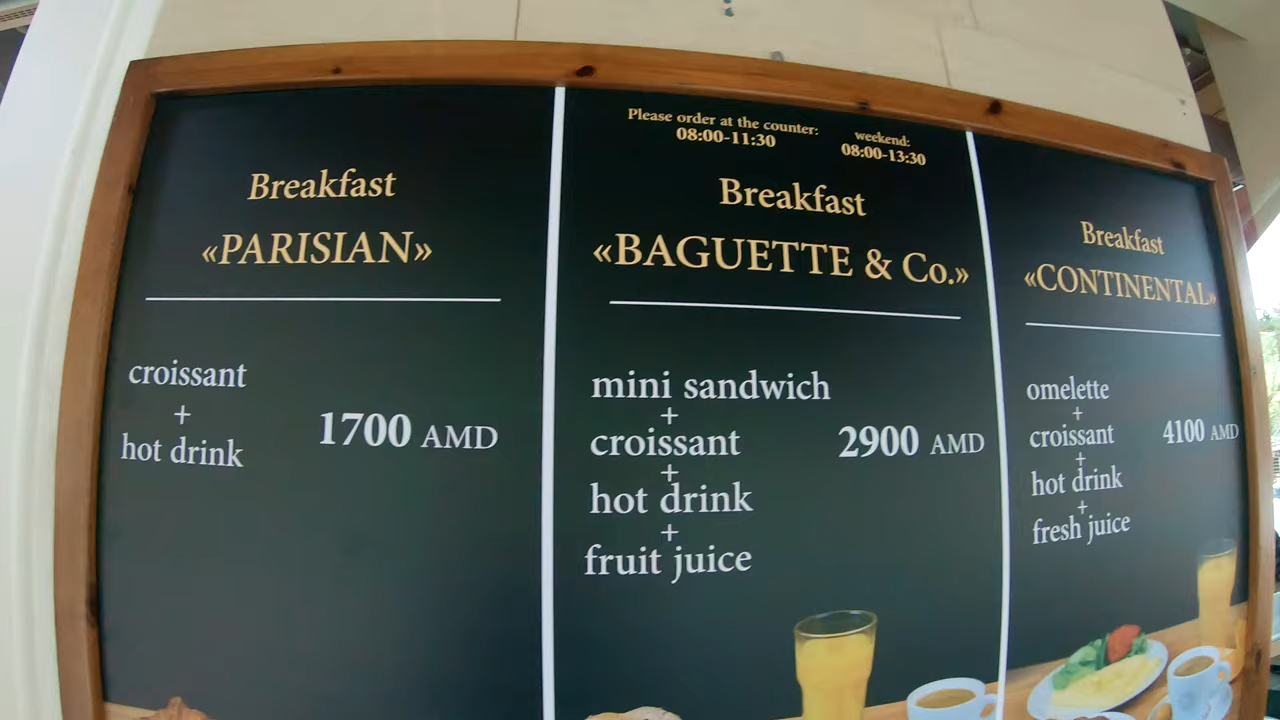 Breakfast
«PARISIAN»
croissant
+
hot drink
1700 AMD
Please order at the counter:
08:00-11:30
weekend:
08:00-13:30
Breakfast
«BAGUETTE & Co.»
mini sandwich
+
croissant
+
hot drink
+
fruit juice
2900 AMD
Breakfast
«CONTINENTAL»
omelette
+
croissant
+
hot drink
+
fresh juice
4100 AMD